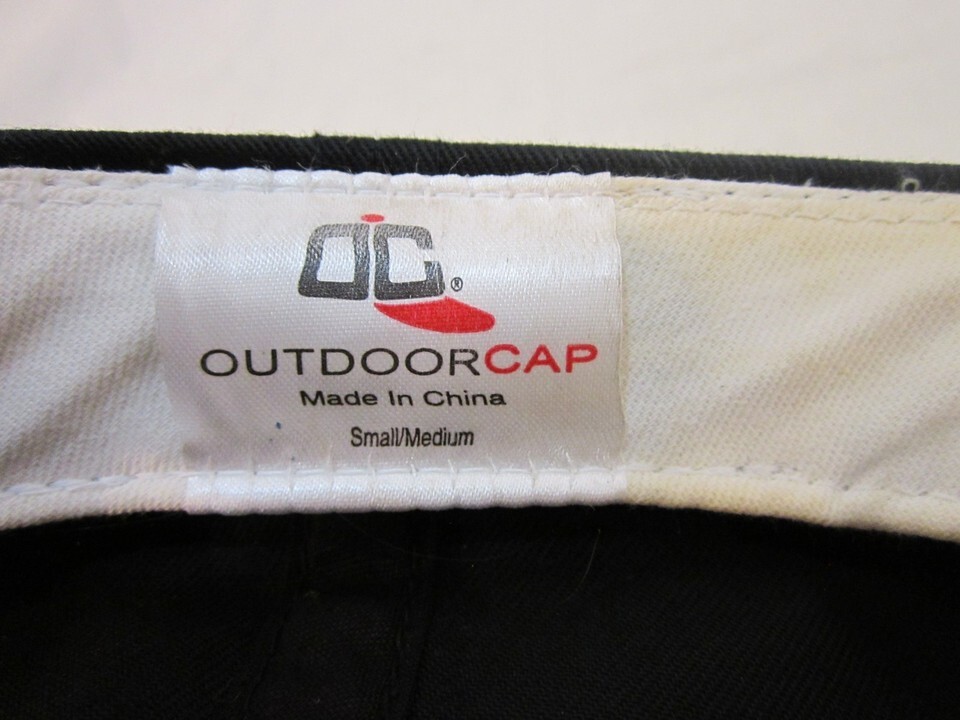 OC®
OUTDOORCAP
Made In China
Small/Medium